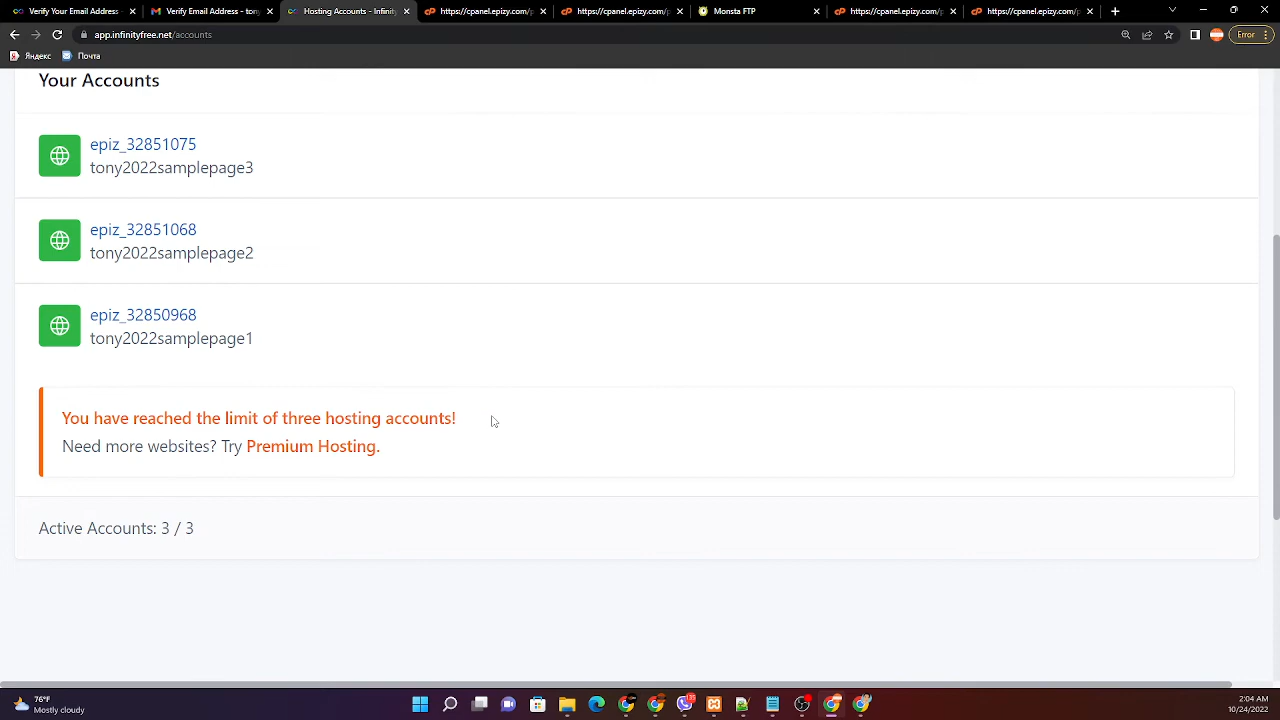 Verify Your Email Address -
Verify Email Address - tony
Hosting Accounts - Infinity
https://cpanel.epizy.com/p
https://cpanel.epizy.com/p
Monsta FTP
https://cpanel.epizy.com/p
https://cpanel.epizy.com/p
app.infinityfree.net/accounts
Error
Яндекс
Почта
Your Accounts
epiz_32851075
tony2022samplepage3
epiz_32851068
tony2022samplepage2
epiz_32850968
tony2022samplepage1
You have reached the limit of three hosting accounts!
Need more websites? Try Premium Hosting.
Active Accounts: 3 / 3
76°F
Mostly cloudy
2:04 AM
10/24/2022